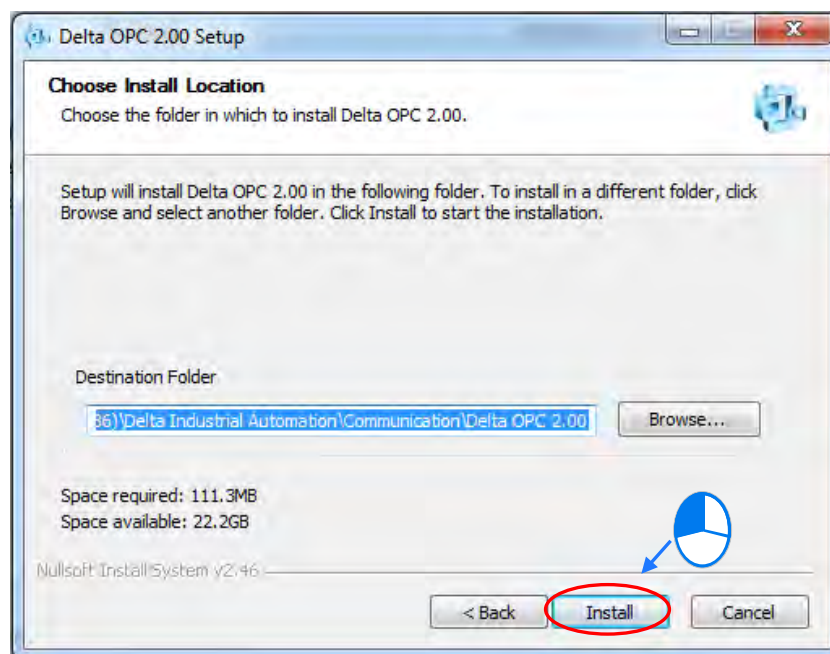 Delta OPC 2.00 Setup
Choose Install Location
Choose the folder in which to install Delta OPC 2.00.
Setup will install Delta OPC 2.00 in the following folder. To install in a different folder, click
Browse and select another folder. Click Install to start the installation.
Destination Folder
86)\Delta Industrial Automation\Communication\Delta OPC 2.00
Browse...
Space required: 111.3MB
Space available: 22.2GB
Nullsoft Install System v2.46
< Back
Install
Cancel